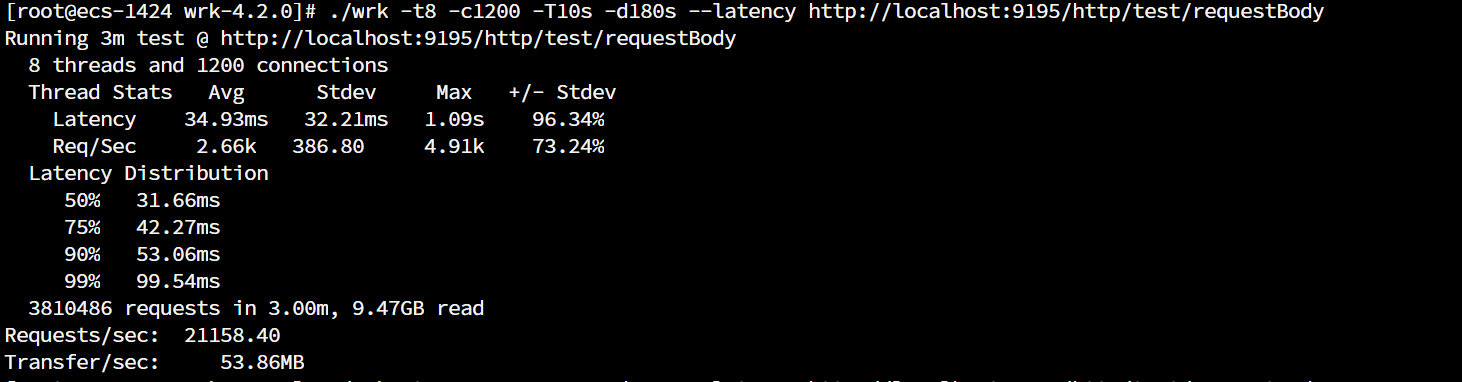 [root@ecs-1424 wrk-4.2.0]# ./wrk -t8 -c1200 -T10s -d180s --latency http://localhost:9195/http/test/requestBody
Running 3m test @ http://localhost:9195/http/test/requestBody
  8 threads and 1200 connections
  Thread Stats   Avg      Stdev     Max   +/- Stdev
    Latency    34.93ms   32.21ms   1.09s    96.34%
    Req/Sec     2.66k   386.80     4.91k    73.24%
  Latency Distribution
     50%   31.66ms
     75%   42.27ms
     90%   53.06ms
     99%   99.54ms
  3810486 requests in 3.00m, 9.47GB read
Requests/sec:  21158.40
Transfer/sec:     53.86MB